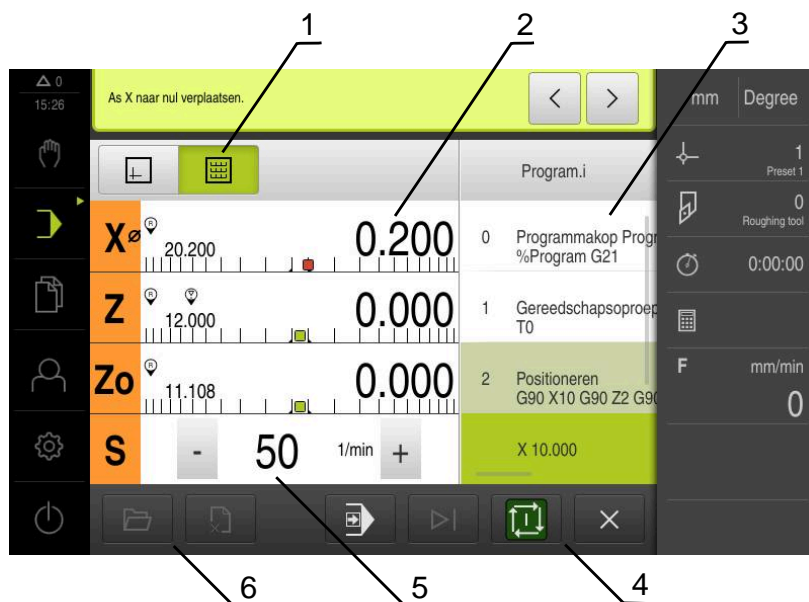 1
2
3
0
15:26
As X naar nul verplaatsen.
mm
Degree
Program.i
1
Preset 1
0
Roughing tool
0:00:00
F
mm/min
0
X⌀
R
20.200
0.200
Z
R
12.000
0.000
Zo
R
11.108
0.000
S
-
50
1/min
+
0
Programmakop Progr
%Program G21
1
Gereedschapsoproep
T0
2
Positioneren
G90 X10 G90 Z2 G90
X 10.000
6
5
4